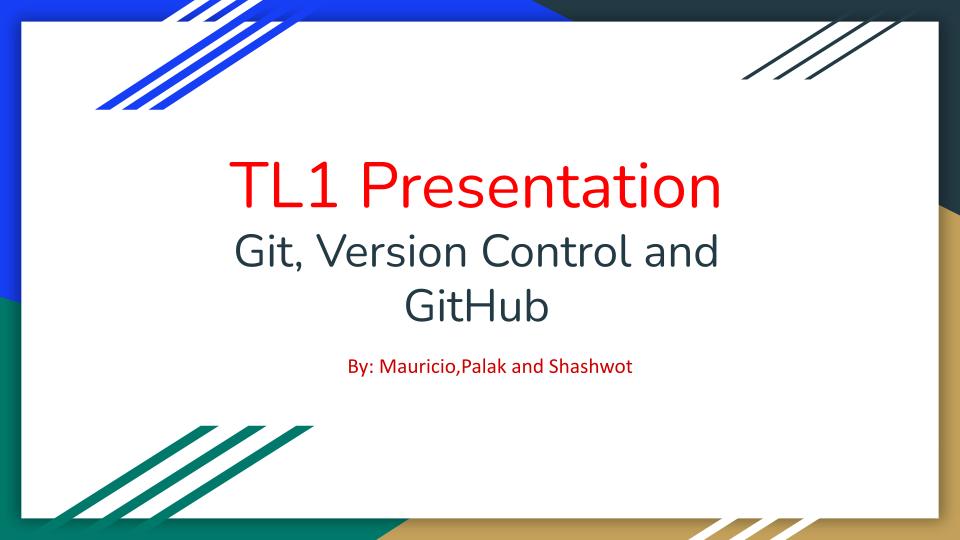 TL1 Presentation
Git, Version Control and
GitHub
By: Mauricio,Palak and Shashwot